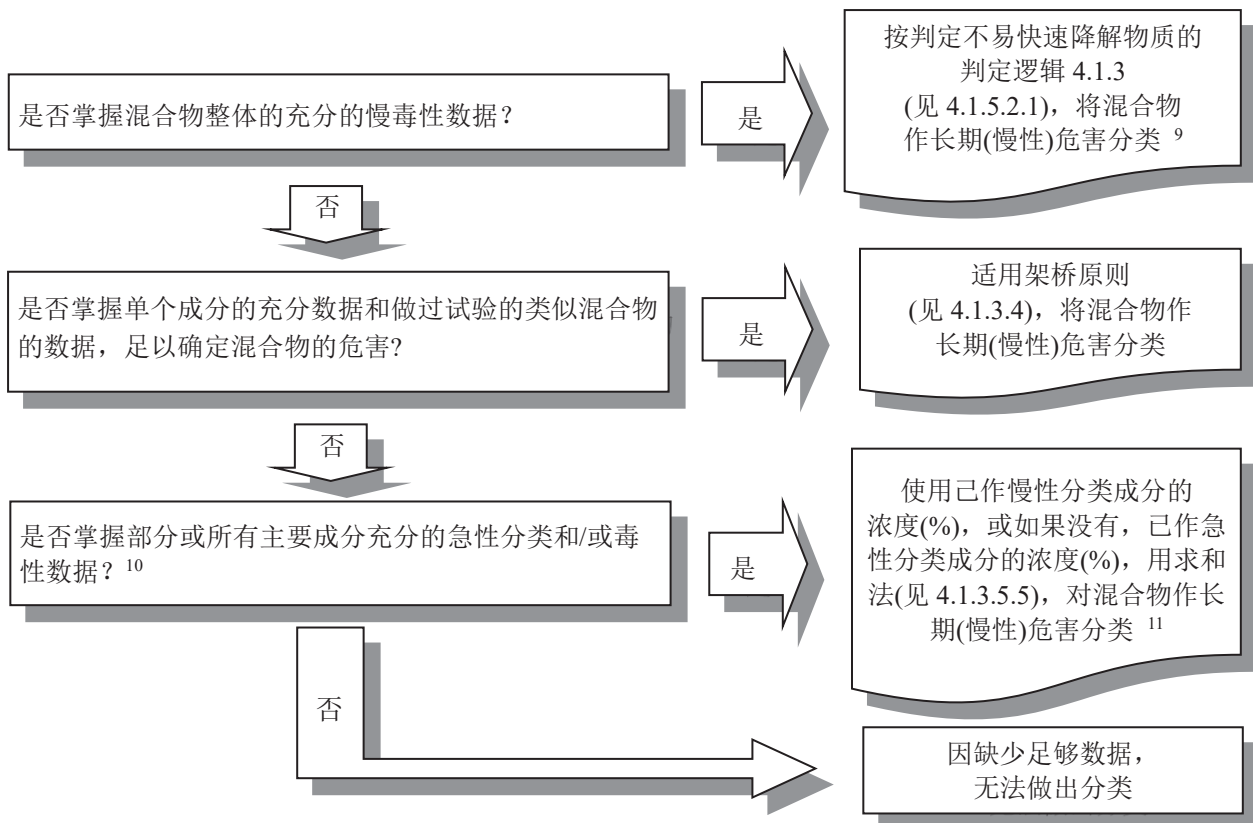 是否掌握混合物整体的充分的慢毒性数据？
是
按判定不易快速降解物质的
判定逻辑 4.1.3
(见 4.1.5.2.1)，将混合物
作长期(慢性)危害分类 9
否
是否掌握单个成分的充分数据和做过试验的类似混合物
的数据，足以确定混合物的危害?
是
适用架桥原则
(见 4.1.3.4)，将混合物作
长期(慢性)危害分类
否
是否掌握部分或所有主要成分充分的急性分类和/或毒
性数据？10
是
使用己作慢性分类成分的
浓度(%)，或如果没有，己作急
性分类成分的浓度(%)，用求和
法(见 4.1.3.5.5)，对混合物作长
期(慢性)危害分类 11
否
因缺少足够数据，
无法做出分类